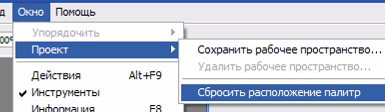 д Окно Помощь
Упорядочить
Проект
Сохранить рабочее пространство...
Удалить рабочее пространство...
Сбросить расположение палитр
Действия Alt+F9
Инструменты
Информация F8